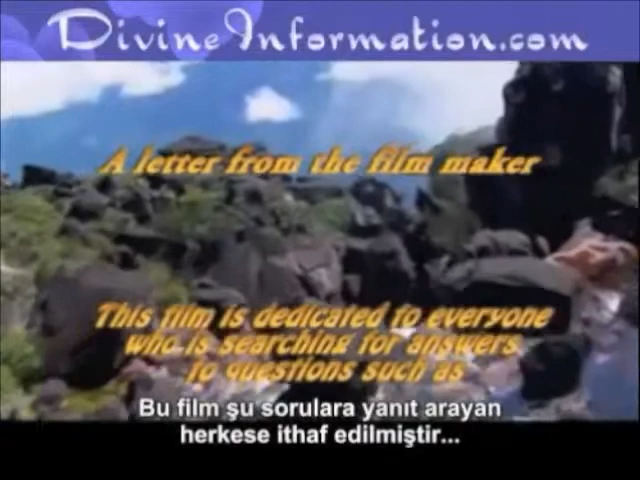 DivineInformation.com
A letter from the film maker
This film is dedicated to everyone
who is searching for answers
to questions such as
Bu film şu sorulara yanıt arayan
herkese ithaf edilmiştir...